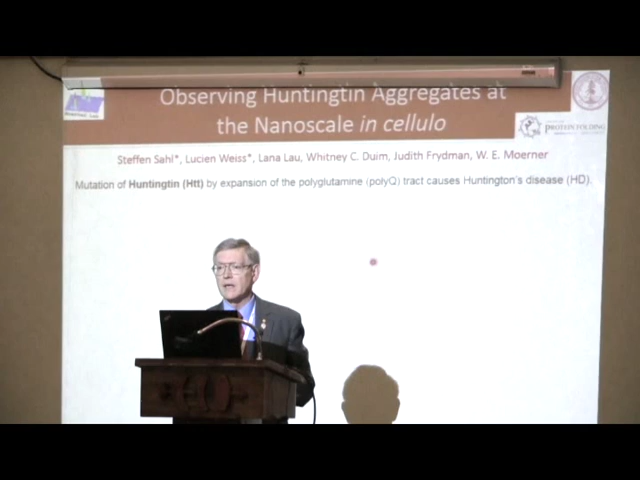 Observing Huntingtin Aggregates at
the Nanoscale in cellulo
PROTEIN FOLDING
Steffen Sahl*, Lucien Weiss*, Lana Lau, Whitney C. Duim, Judith Frydman, W. E. Moerner
Mutation of Huntingtin (Htt) by expansion of the polyglutamine (polyQ) tract causes Huntington's disease (HD).